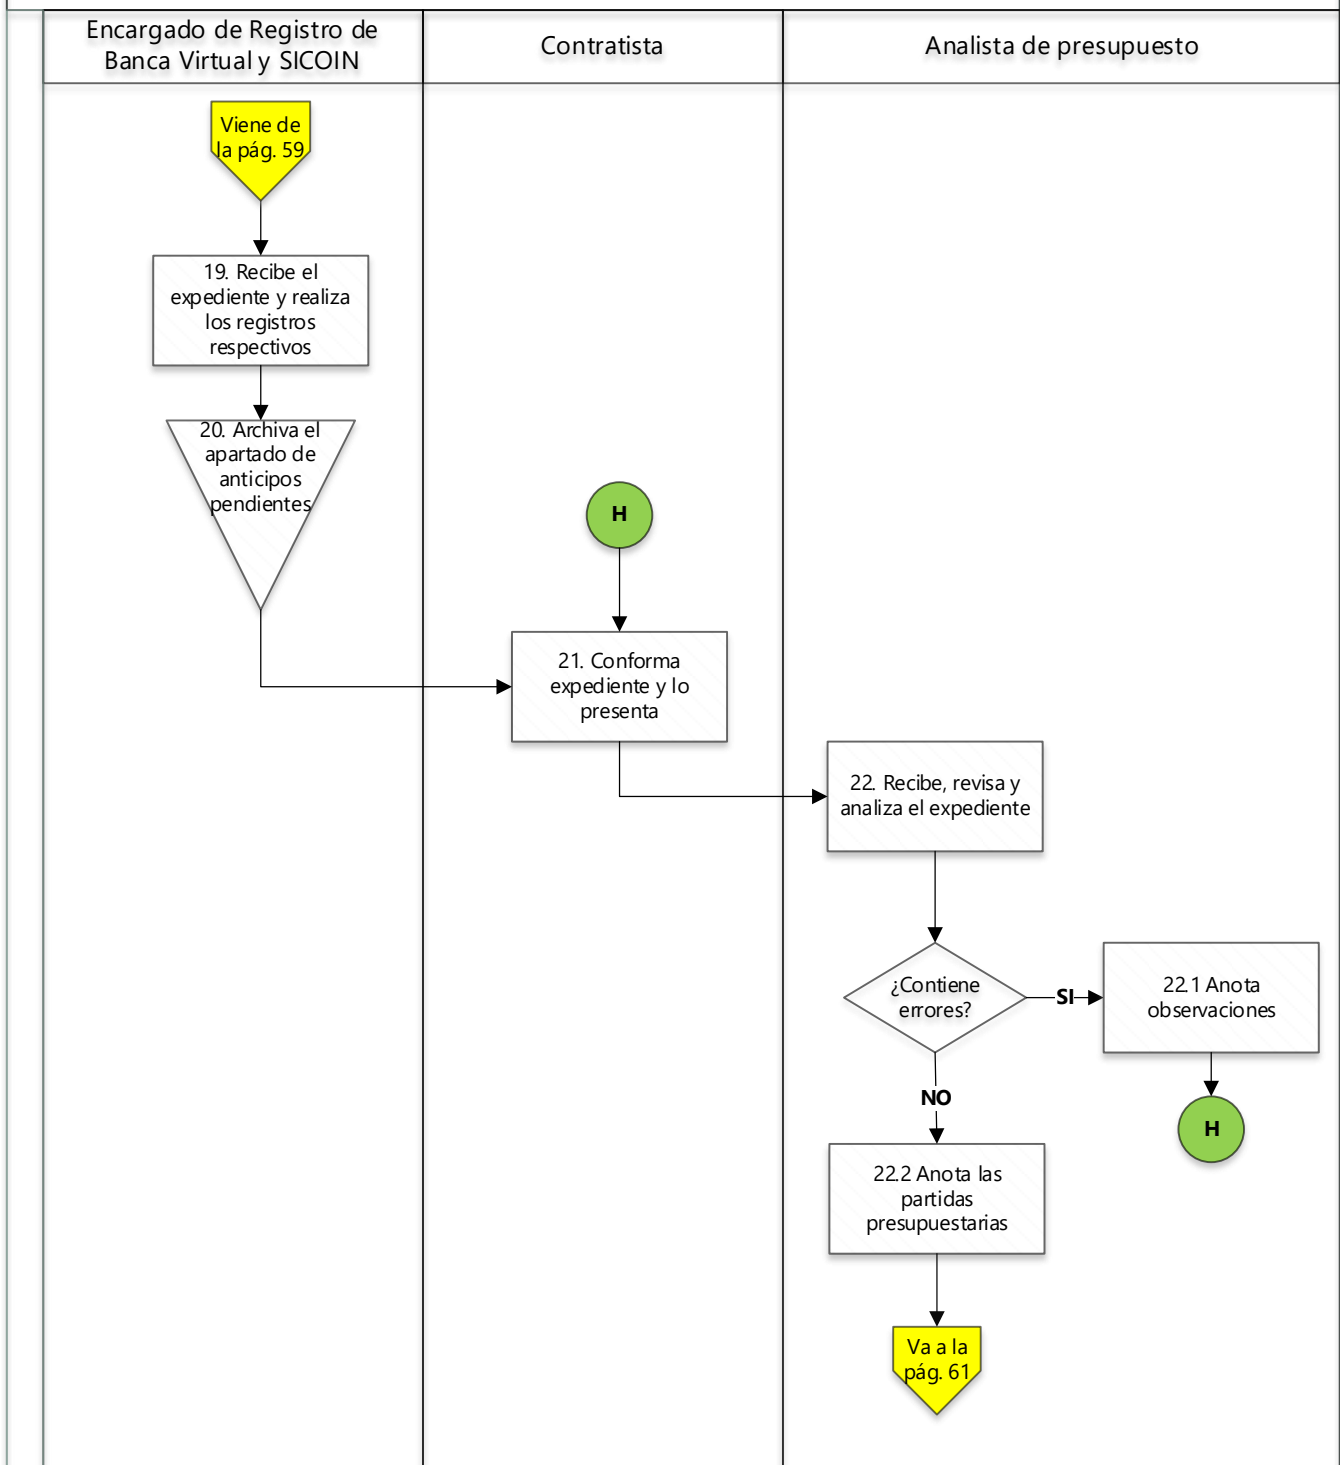 Encargado de Registro de
Banca Virtual y SICOIN
Contratista
Analista de presupuesto
Viene de
la pág. 59
19. Recibe el
expediente y realiza
los registros
respectivos
20. Archiva el
apartado de
anticipos
pendientes
H
21. Conforma
expediente y lo
presenta
22. Recibe, revisa y
analiza el expediente
¿Contiene
errores?
SI
22.1 Anota
observaciones
H
NO
22.2 Anota las
partidas
presupuestarias
Va a la
pág. 61